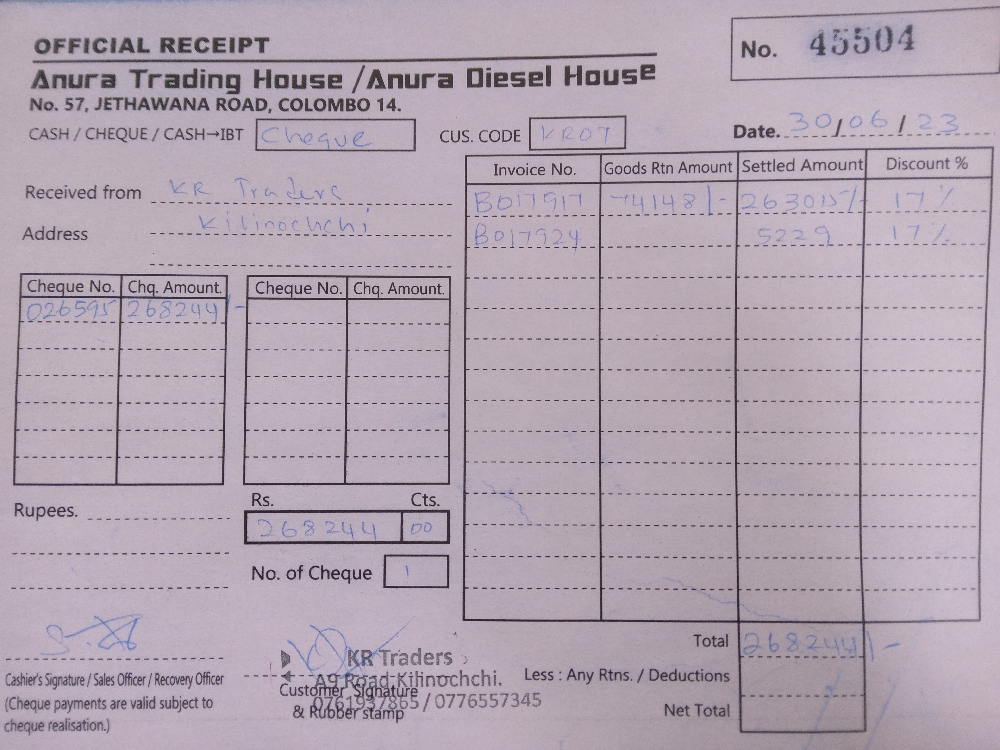 OFFICIAL RECEIPT
No. 45504
Anura Trading House /Anura Diesel House
No. 57, JETHAWANA ROAD, COLOMBO 14.
CASH / CHEQUE / CASH→IBT Cheque CUS. CODE KR07 Date. 30/06/23
Invoice No. Goods Rtn Amount Settled Amount Discount %
Received from KR Traders
B017917 74148/- 263015/- 17%
Address Kilinochchi
B017924 5229 17%
Cheque No. Chq. Amount. Cheque No. Chq. Amount.
026595 268244/-
Rs. Cts.
Rupees.
268244 00
No. of Cheque 1
Total 268244/-
KR Traders
A9 Road, Kilinochchi.
0761937865 / 0776557345
Less : Any Rtns. / Deductions
Net Total
Cashier's Signature / Sales Officer / Recovery Officer
(Cheque payments are valid subject to
cheque realisation.)
Customer Signature
& Rubber stamp